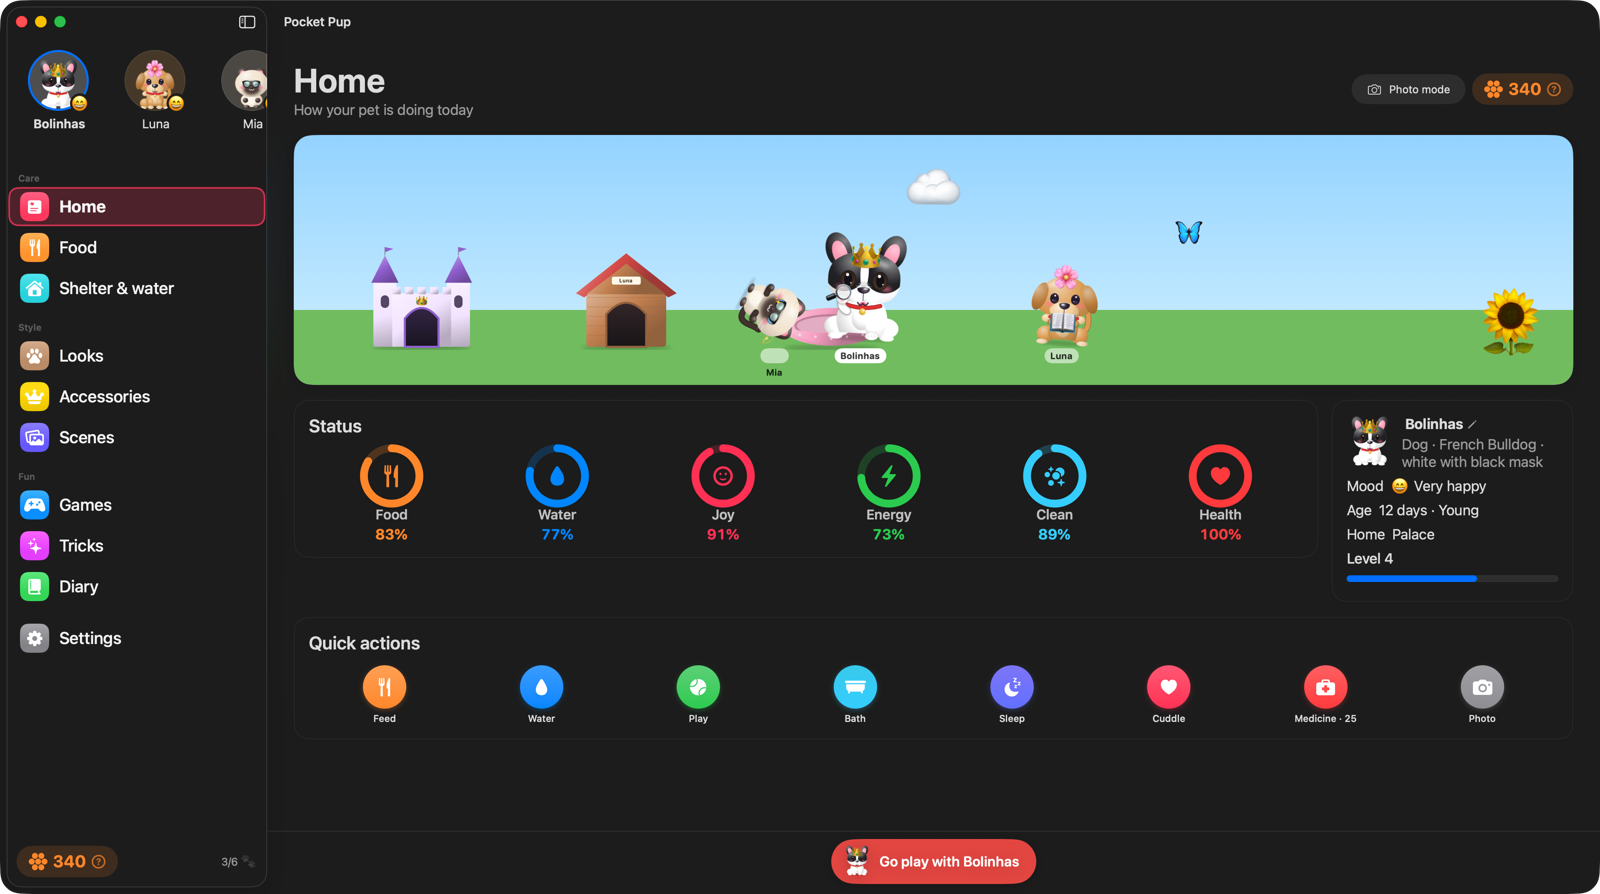 Pocket Pup
Bolinhas
Luna
Mia
Care
Home
Food
Shelter & water
Style
Looks
Accessories
Scenes
Fun
Games
Tricks
Diary
Settings
340 ?
3/6
Home
How your pet is doing today
Photo mode
340 ?
Luna
Mia
Bolinhas
Luna
Status
Food
83%
Water
77%
Joy
91%
Energy
73%
Clean
89%
Health
100%
Bolinhas
Dog · French Bulldog ·
white with black mask
Mood 😄 Very happy
Age 12 days · Young
Home Palace
Level 4
Quick actions
Feed
Water
Play
Bath
Sleep
Cuddle
Medicine · 25
Photo
Go play with Bolinhas